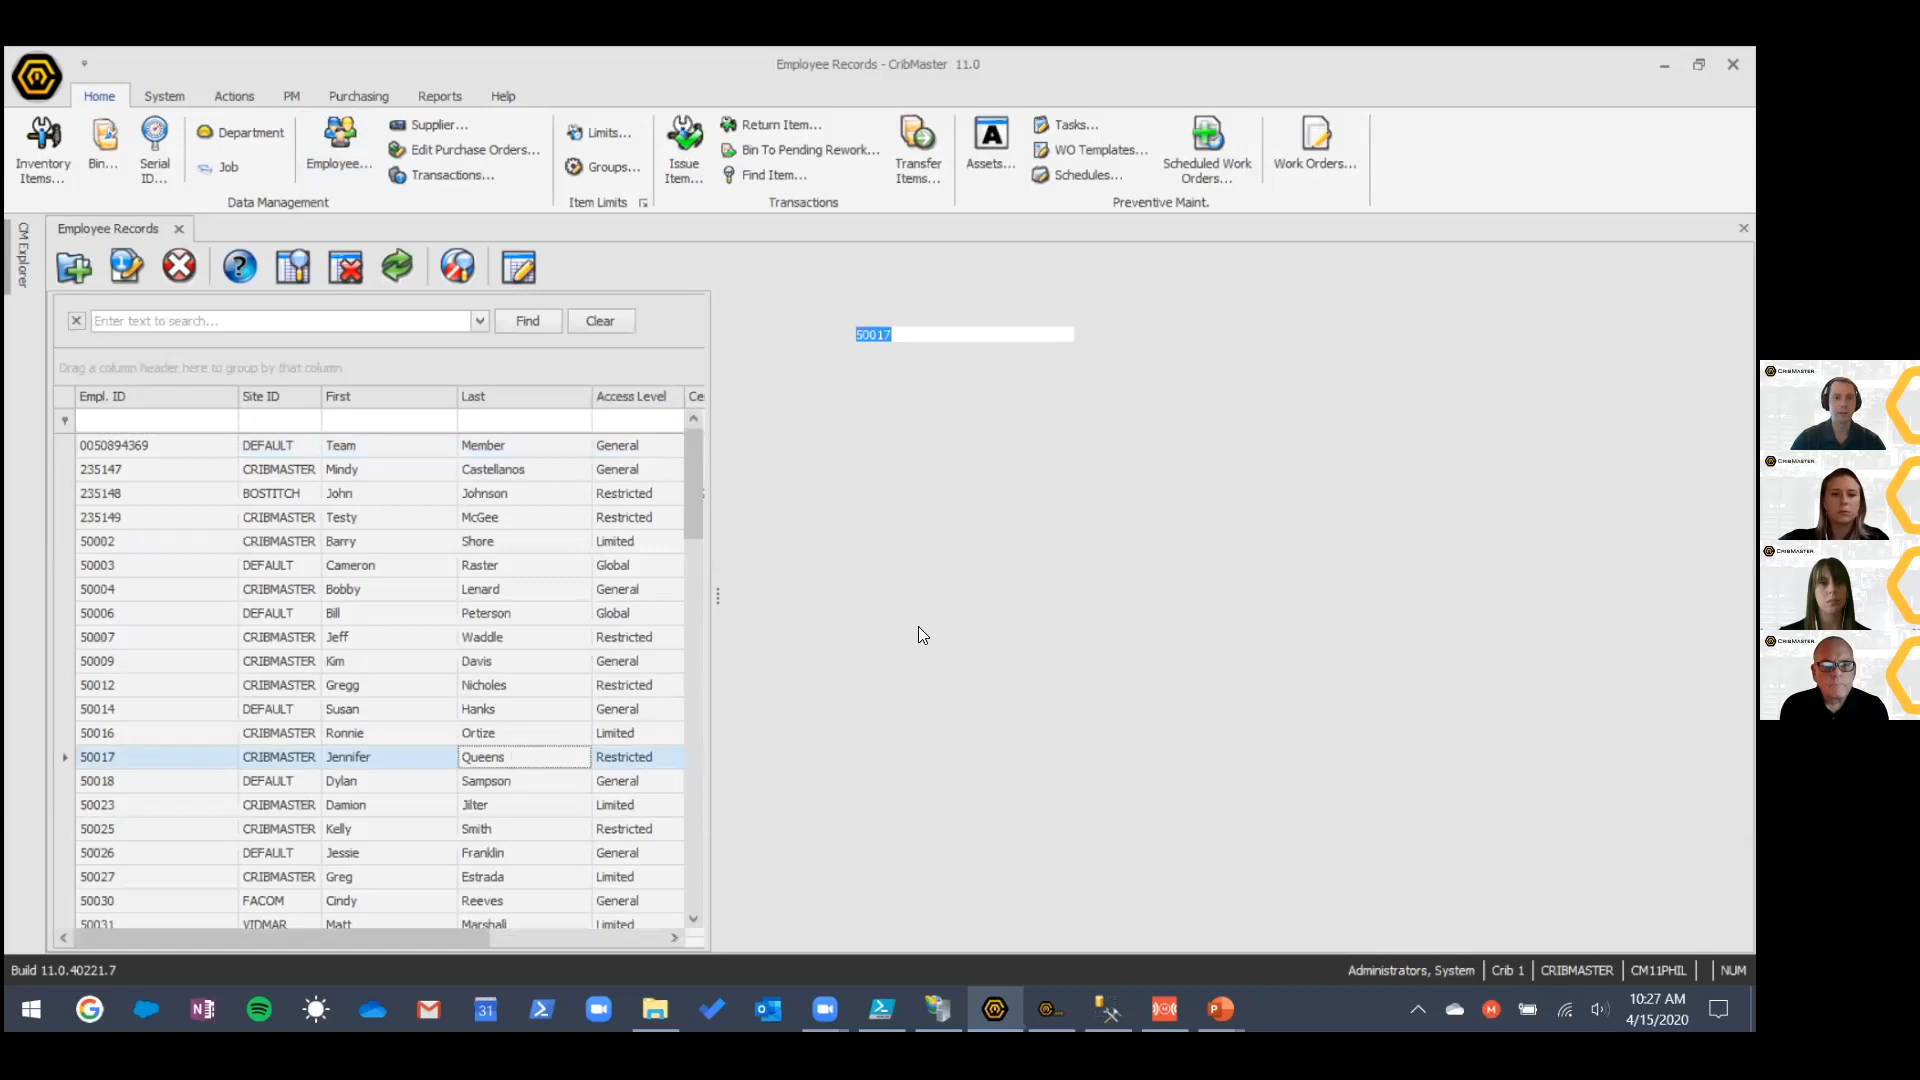 Employee Records - CribMaster 11.0
Home System Actions PM Purchasing Reports Help
Inventory Items...
Bin...
Serial ID...
Department
Job
Employee...
Supplier...
Edit Purchase Orders...
Transactions...
Data Management
Limits...
Groups...
Item Limits
Issue Item...
Return Item...
Bin To Pending Rework...
Find Item...
Transfer Items...
Transactions
Assets...
Tasks...
WO Templates...
Schedules...
Scheduled Work Orders...
Work Orders...
Preventive Maint.
CM Explorer
Employee Records
Enter text to search...
Find
Clear
50017
Drag a column header here to group by that column
Empl. ID Site ID First Last Access Level Ce
0050894369 DEFAULT Team Member General
235147 CRIBMASTER Mindy Castellanos General
235148 BOSTITCH John Johnson Restricted
235149 CRIBMASTER Testy McGee Restricted
50002 CRIBMASTER Barry Shore Limited
50003 DEFAULT Cameron Raster Global
50004 CRIBMASTER Bobby Lenard General
50006 DEFAULT Bill Peterson Global
50007 CRIBMASTER Jeff Waddle Restricted
50009 CRIBMASTER Kim Davis General
50012 CRIBMASTER Gregg Nicholes Restricted
50014 DEFAULT Susan Hanks General
50016 CRIBMASTER Ronnie Ortize Limited
50017 CRIBMASTER Jennifer Queens Restricted
50018 DEFAULT Dylan Sampson General
50023 CRIBMASTER Damion Jilter Limited
50025 CRIBMASTER Kelly Smith Restricted
50026 DEFAULT Jessie Franklin General
50027 CRIBMASTER Greg Estrada Limited
50030 FACOM Cindy Reeves General
50031 VIDMAR Matt Marshall Limited
Build 11.0.40221.7
Administrators, System Crib 1 CRIBMASTER CM11PHIL NUM
10:27 AM
4/15/2020
CRIBMASTER
CRIBMASTER
CRIBMASTER
CRIBMASTER